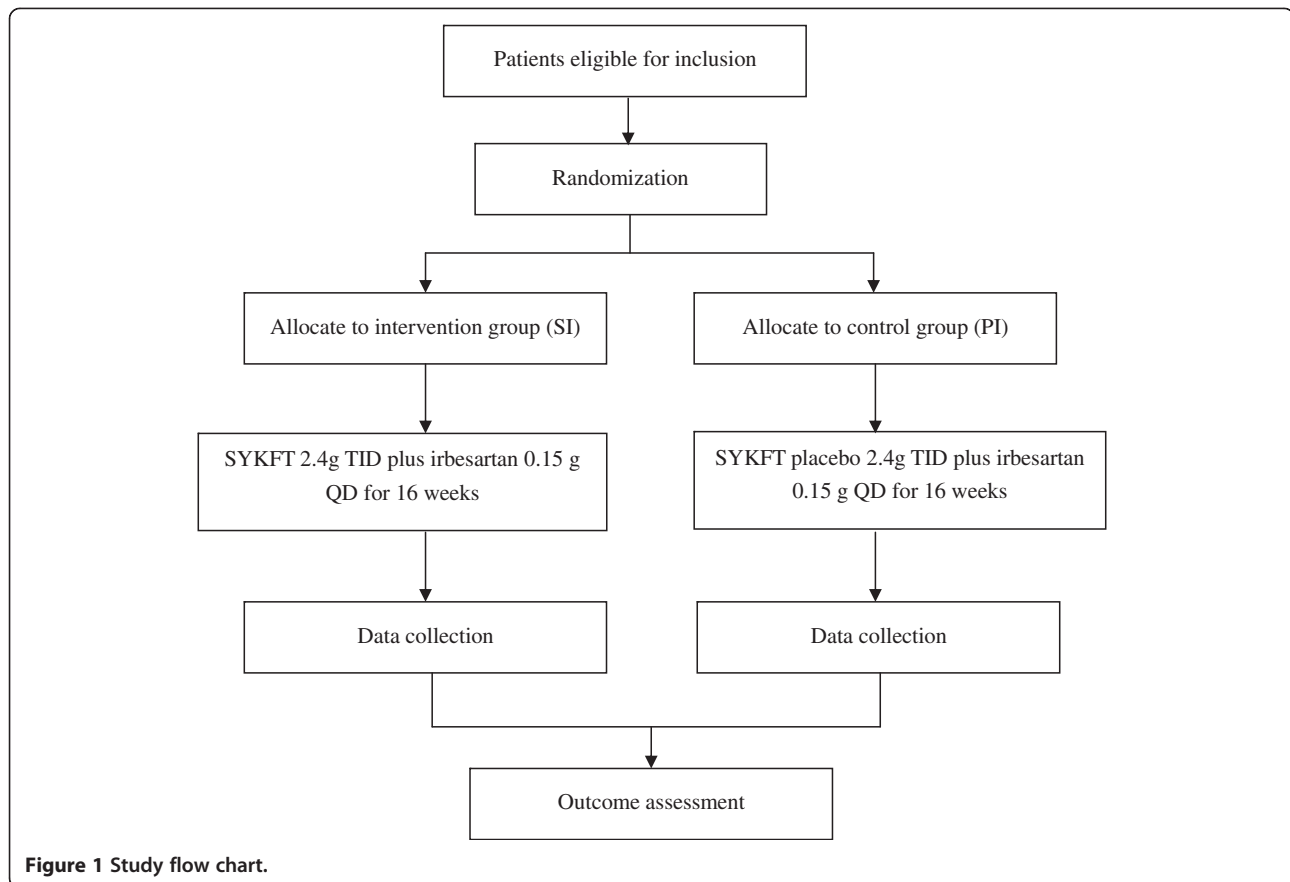 Patients eligible for inclusion
Randomization
Allocate to intervention group (SI)
Allocate to control group (PI)
SYKFT 2.4g TID plus irbesartan 0.15 g
QD for 16 weeks
SYKFT placebo 2.4g TID plus irbesartan
0.15 g QD for 16 weeks
Data collection
Data collection
Outcome assessment
Figure 1 Study flow chart.